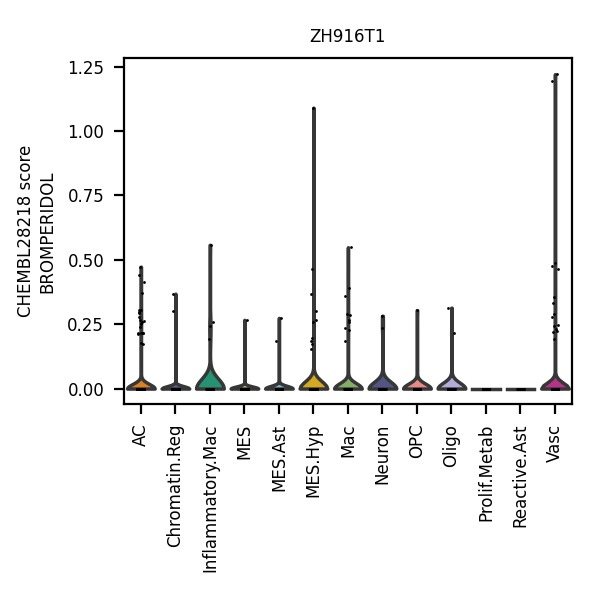 ZH916T1
CHEMBL28218 score
BROMPERIDOL
1.25
1.00
0.75
0.50
0.25
0.00
AC
Chromatin.Reg
Inflammatory.Mac
MES
MES.Ast
MES.Hyp
Mac
Neuron
OPC
Oligo
Prolif.Metab
Reactive.Ast
Vasc